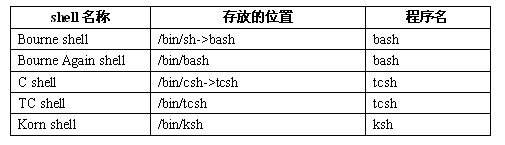 shell 名称 存放的位置 程序名
Bourne shell /bin/sh->bash bash
Bourne Again shell /bin/bash bash
C shell /bin/csh->tcsh tcsh
TC shell /bin/tcsh tcsh
Korn shell /bin/ksh ksh